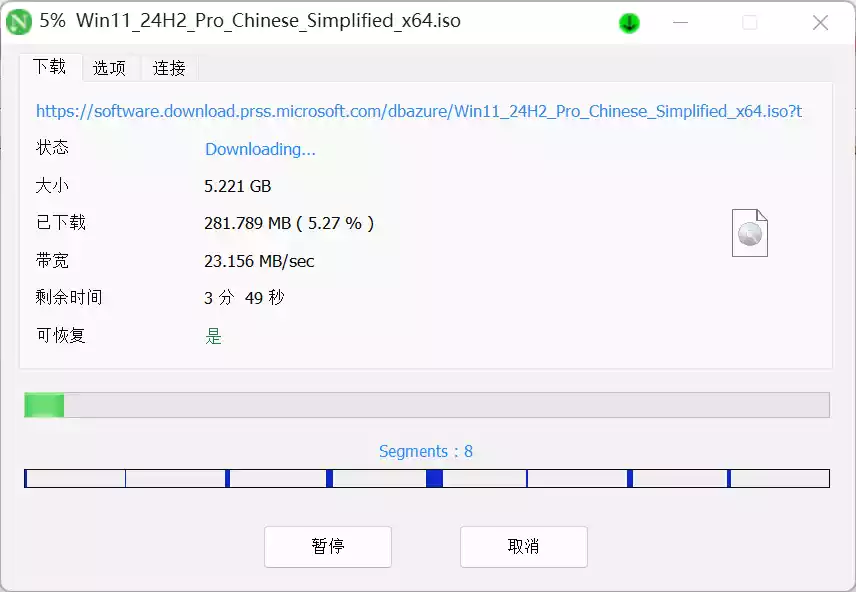 5% Win11_24H2_Pro_Chinese_Simplified_x64.iso
下载 选项 连接
https://software.download.prss.microsoft.com/dbazure/Win11_24H2_Pro_Chinese_Simplified_x64.iso?t
状态 Downloading...
大小 5.221 GB
已下载 281.789 MB ( 5.27 % )
带宽 23.156 MB/sec
剩余时间 3 分 49 秒
可恢复 是
Segments : 8
暂停 取消